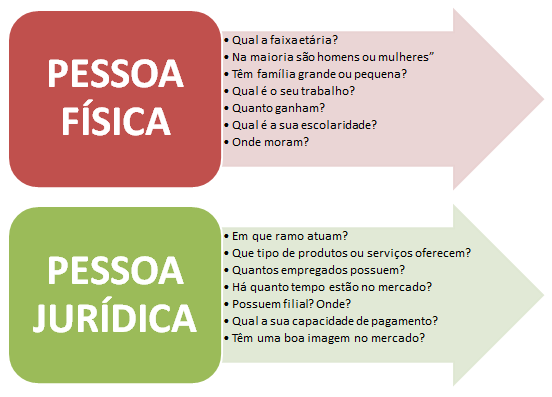 PESSOA
FÍSICA
• Qual a faixa etária?
• Na maioria são homens ou mulheres”
• Têm família grande ou pequena?
• Qual é o seu trabalho?
• Quanto ganham?
• Qual é a sua escolaridade?
• Onde moram?
PESSOA
JURÍDICA
• Em que ramo atuam?
• Que tipo de produtos ou serviços oferecem?
• Quantos empregados possuem?
• Há quanto tempo estão no mercado?
• Possuem filial? Onde?
• Qual a sua capacidade de pagamento?
• Têm uma boa imagem no mercado?